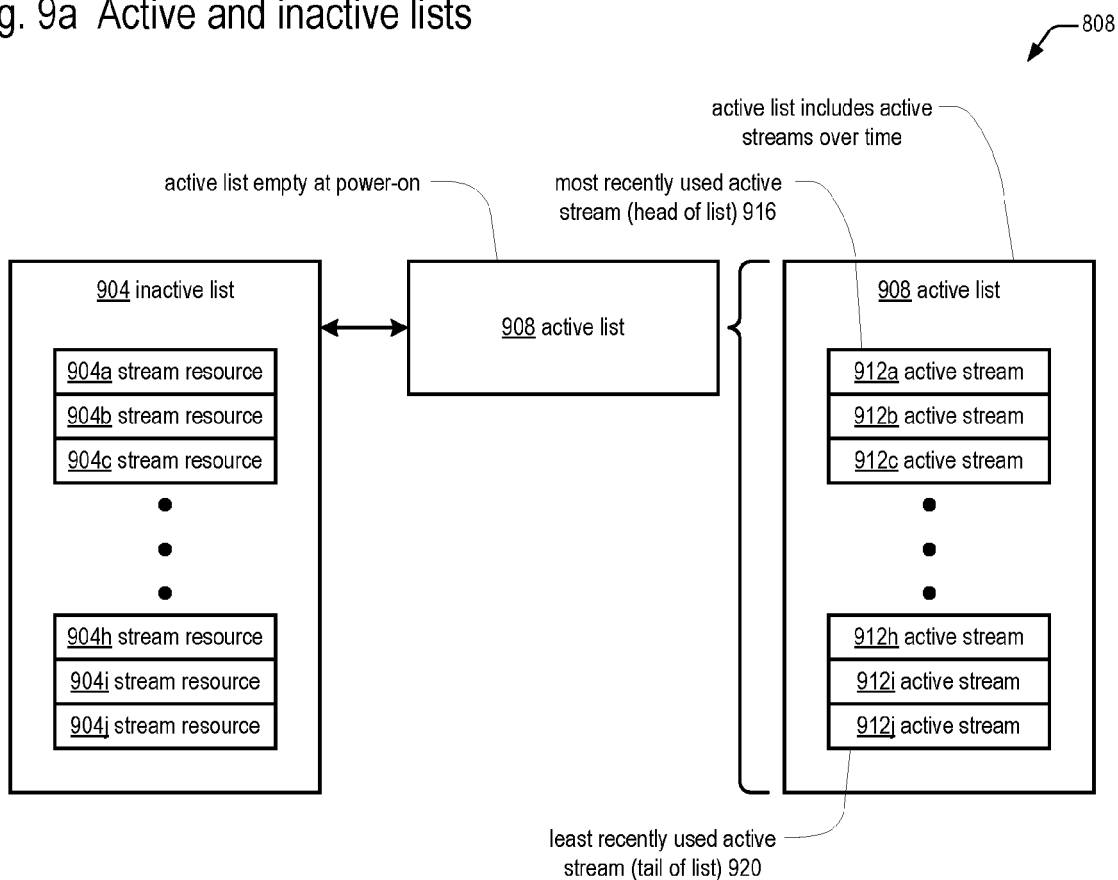 g. 9a Active and inactive lists
808
active list includes active
streams over time
active list empty at power-on
most recently used active
stream (head of list) 916
904 inactive list
904a stream resource
904b stream resource
904c stream resource
904h stream resource
904i stream resource
904j stream resource
908 active list
908 active list
912a active stream
912b active stream
912c active stream
912h active stream
912i active stream
912j active stream
least recently used active
stream (tail of list) 920